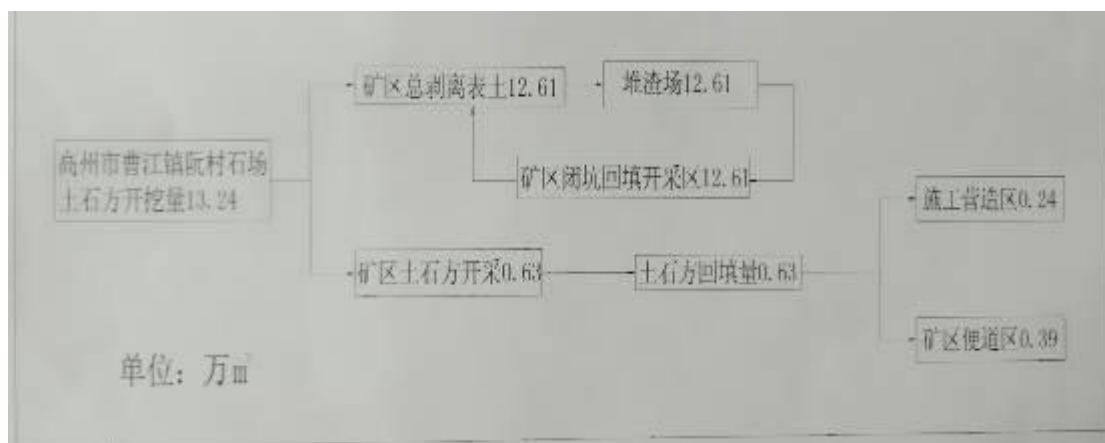 矿区总剥离表土12.61
堆渣场12.61
高州市曹江镇阮村石场
土石方开挖量13.24
矿区闭坑回填开采区12.61
施工营造区0.24
矿区土石方开采0.63
土石方回填量0.63
矿区便道区0.39
单位：万m³